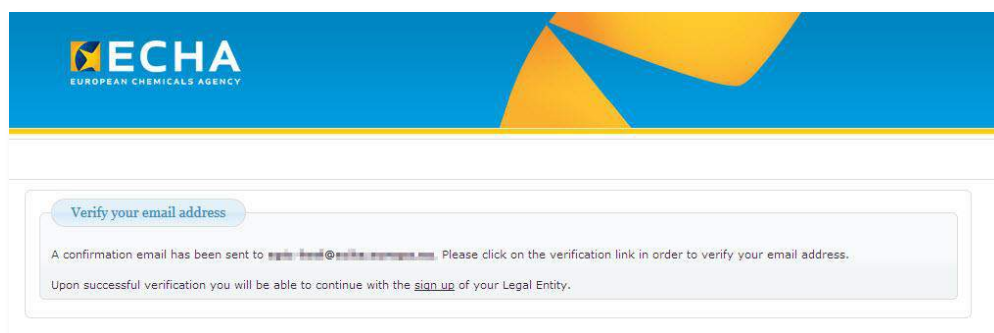 ECHA
EUROPEAN CHEMICALS AGENCY
Verify your email address
A confirmation email has been sent to Please click on the verification link in order to verify your email address.
Upon successful verification you will be able to continue with the sign up of your Legal Entity.